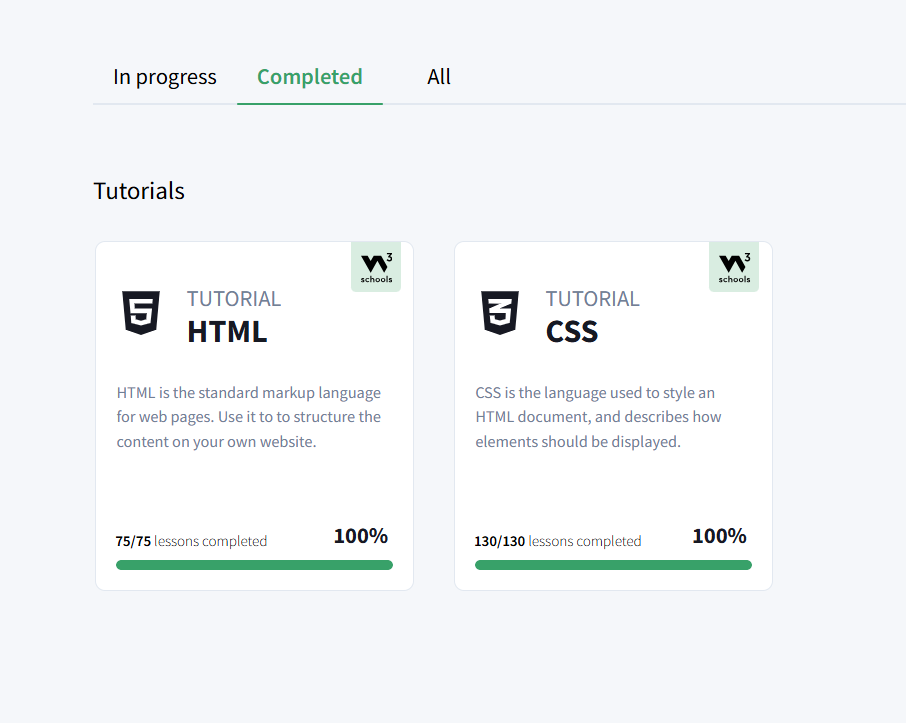 In progress Completed All
Tutorials
3
schools
TUTORIAL
HTML
HTML is the standard markup language
for web pages. Use it to to structure the
content on your own website.
75/75 lessons completed 100%
3
schools
TUTORIAL
CSS
CSS is the language used to style an
HTML document, and describes how
elements should be displayed.
130/130 lessons completed 100%